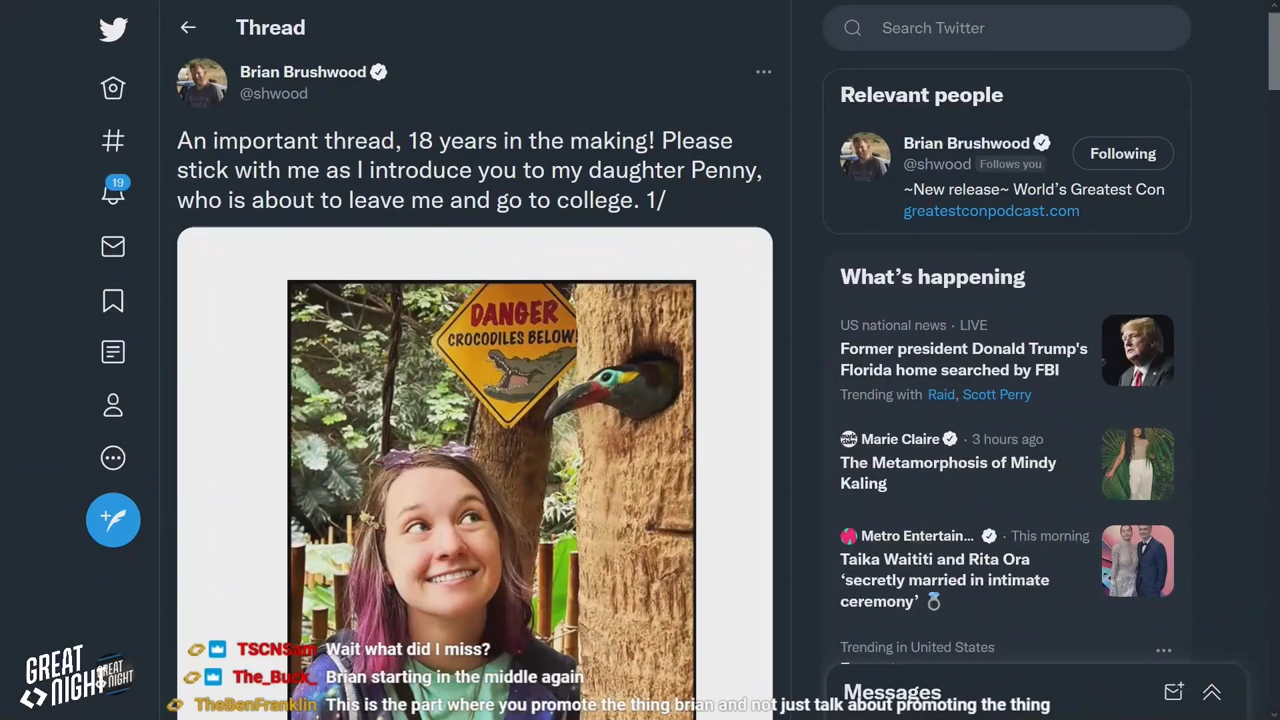 Thread
Brian Brushwood
@shwood
An important thread, 18 years in the making! Please
stick with me as I introduce you to my daughter Penny,
who is about to leave me and go to college. 1/
DANGER
CROCODILES BELOW!
19
Search Twitter
Relevant people
Brian Brushwood
@shwood Follows you
Following
~New release~ World's Greatest Con
greatestconpodcast.com
What's happening
US national news · LIVE
Former president Donald Trump's
Florida home searched by FBI
Trending with Raid, Scott Perry
Marie Claire · 3 hours ago
The Metamorphosis of Mindy
Kaling
Metro Entertain... · This morning
Taika Waititi and Rita Ora
‘secretly married in intimate
ceremony’ 💍
Trending in United States
Messages
TSCNSam Wait what did I miss?
The_Buck_ Brian starting in the middle again
TheBenFranklin This is the part where you promote the thing brian and not just talk about promoting the thing
GREAT
NIGHT
GREAT
NIGHT